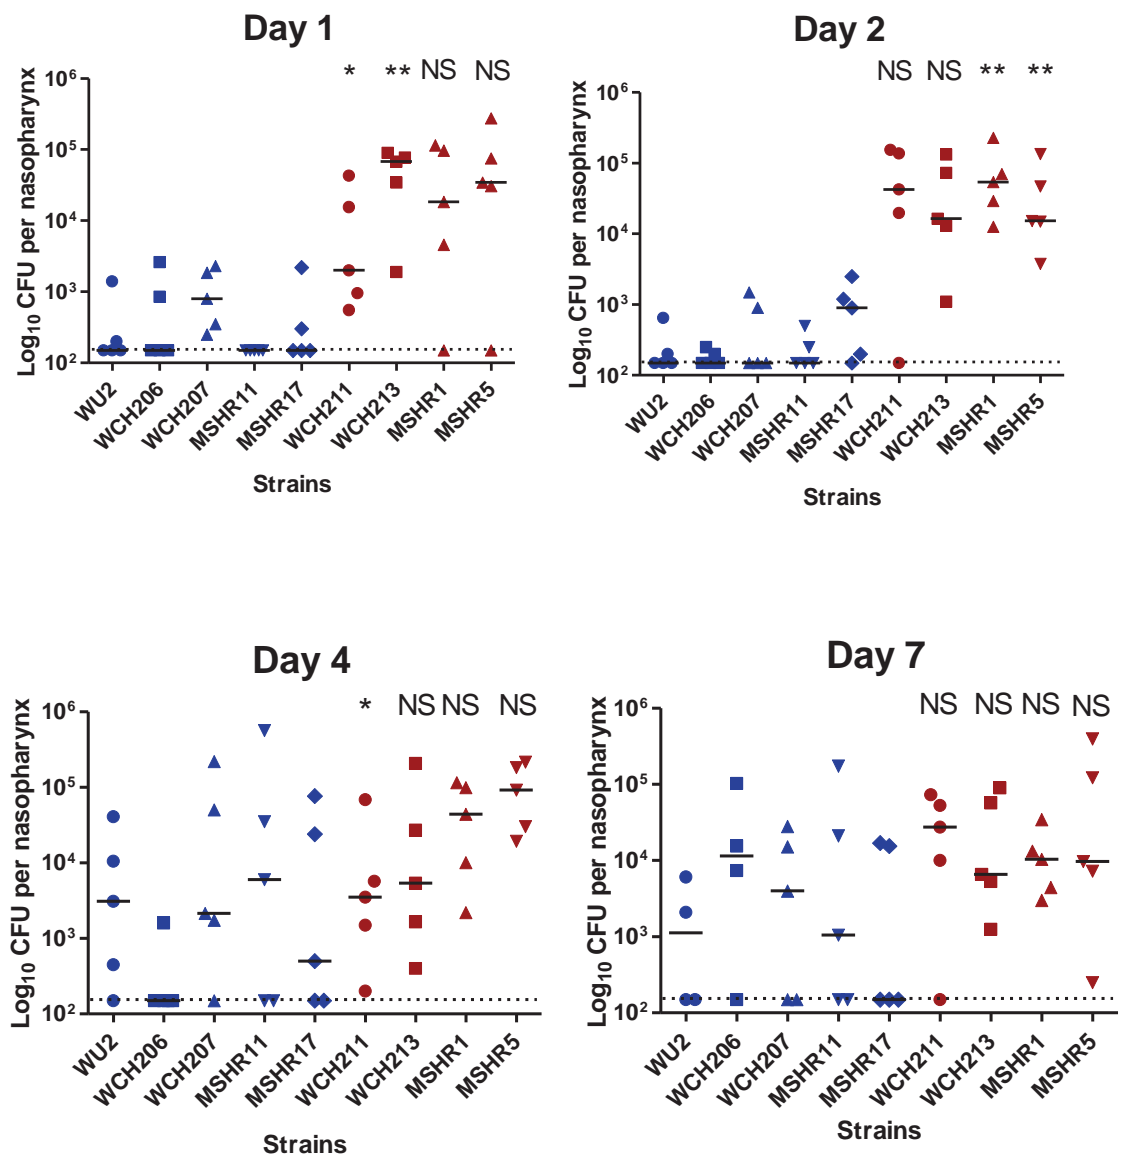 Day 1
* ** NS NS
Log10 CFU per nasopharynx
10^6
10^5
10^4
10^3
10^2
WU2
WCH206
WCH207
MSHR11
MSHR17
WCH211
WCH213
MSHR1
MSHR5
Strains
Day 2
NS NS ** **
Log10 CFU per nasopharynx
10^6
10^5
10^4
10^3
10^2
WU2
WCH206
WCH207
MSHR11
MSHR17
WCH211
WCH213
MSHR1
MSHR5
Strains
Day 4
* NS NS NS
Log10 CFU per nasopharynx
10^6
10^5
10^4
10^3
10^2
WU2
WCH206
WCH207
MSHR11
MSHR17
WCH211
WCH213
MSHR1
MSHR5
Strains
Day 7
NS NS NS NS
Log10 CFU per nasopharynx
10^6
10^5
10^4
10^3
10^2
WU2
WCH206
WCH207
MSHR11
MSHR17
WCH211
WCH213
MSHR1
MSHR5
Strains